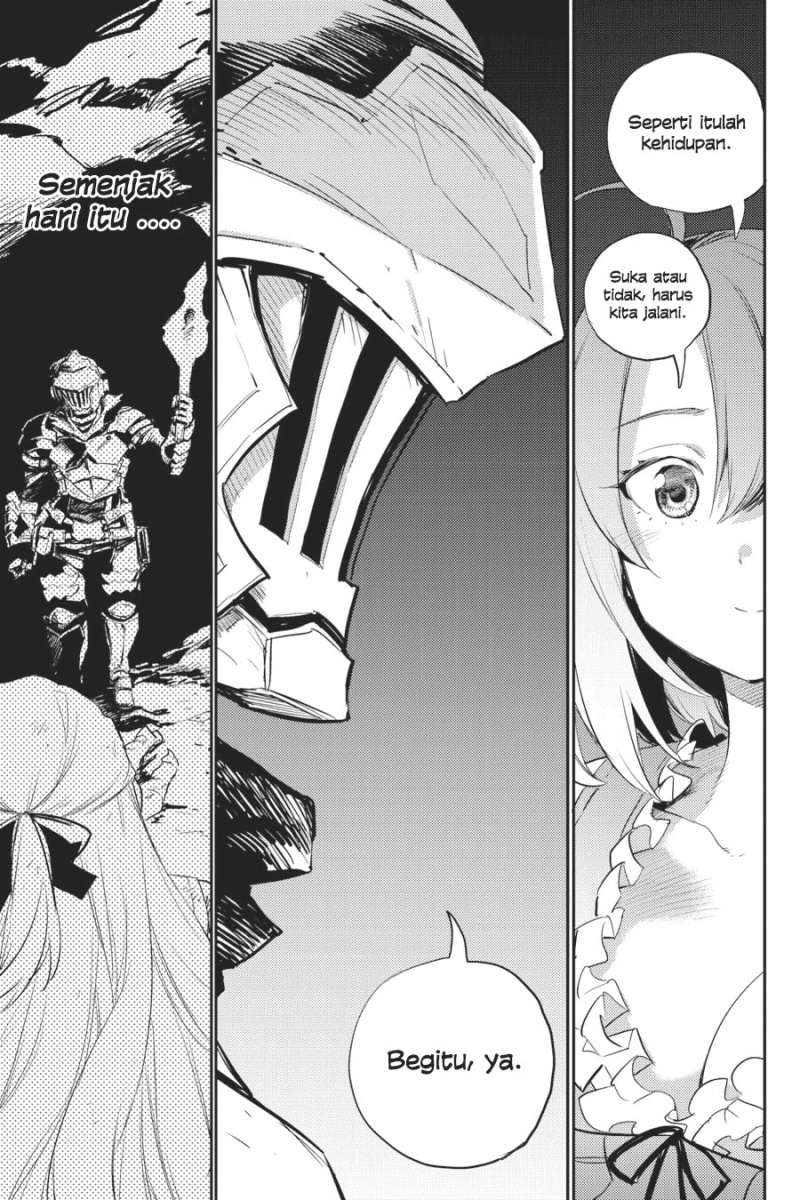 Seperti itulah
kehidupan.
Suka atau
tidak, harus
kita jalani.
Begitu, ya.
Semenjak
hari itu ....